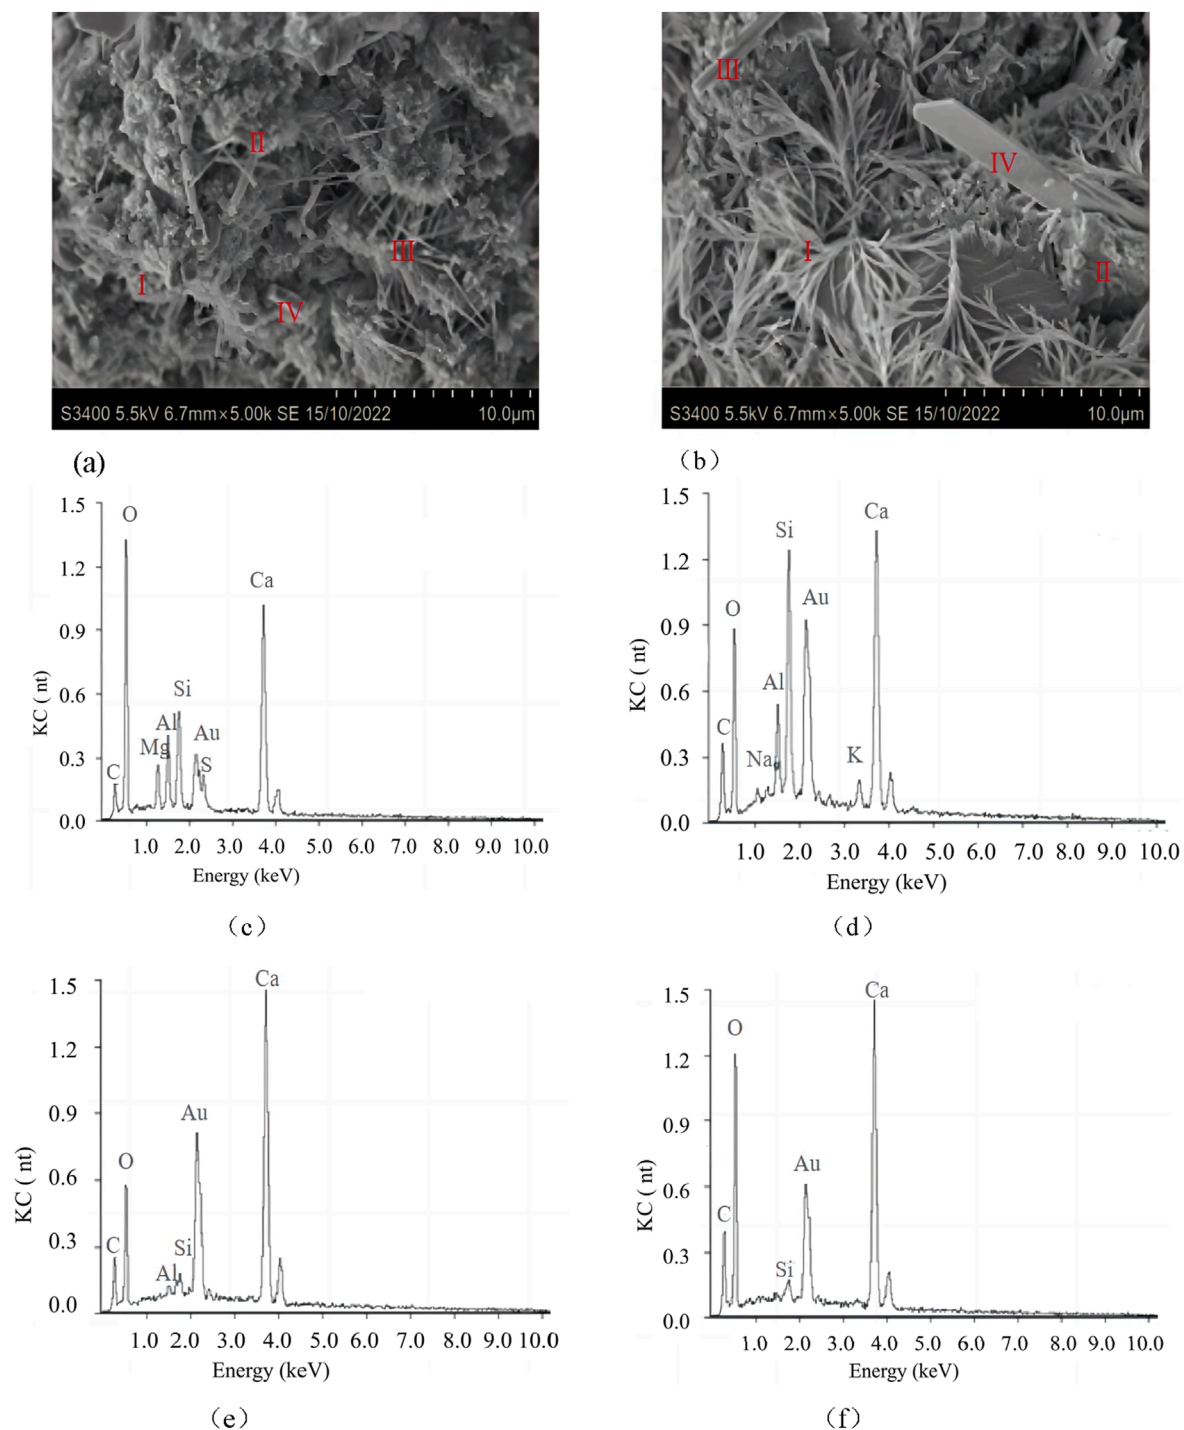 II
I
III
IV
S3400 5.5kV 6.7mm×5.00k SE 15/10/2022 10.0μm
(a)
III
IV
I
II
S3400 5.5kV 6.7mm×5.00k SE 15/10/2022 10.0μm
(b)
1.5
1.2
0.9
0.6
0.3
0.0
KC ( nt)
O
Ca
Si
Al
Mg
Au
S
C
1.0 2.0 3.0 4.0 5.0 6.0 7.0 8.0 9.0 10.0
Energy (keV)
(c)
1.5
1.2
0.9
0.6
0.3
0.0
KC ( nt)
Ca
Si
Au
O
Al
C
Na
K
1.0 2.0 3.0 4.0 5.0 6.0 7.0 8.0 9.0 10.0
Energy (keV)
(d)
1.5
1.2
0.9
0.6
0.3
0.0
KC ( nt)
Ca
Au
O
C
Si
Al
1.0 2.0 3.0 4.0 5.0 6.0 7.0 8.0 9.0 10.0
Energy (keV)
(e)
1.5
1.2
0.9
0.6
0.3
0.0
KC ( nt)
Ca
O
Au
C
Si
1.0 2.0 3.0 4.0 5.0 6.0 7.0 8.0 9.0 10.0
Energy (keV)
(f)